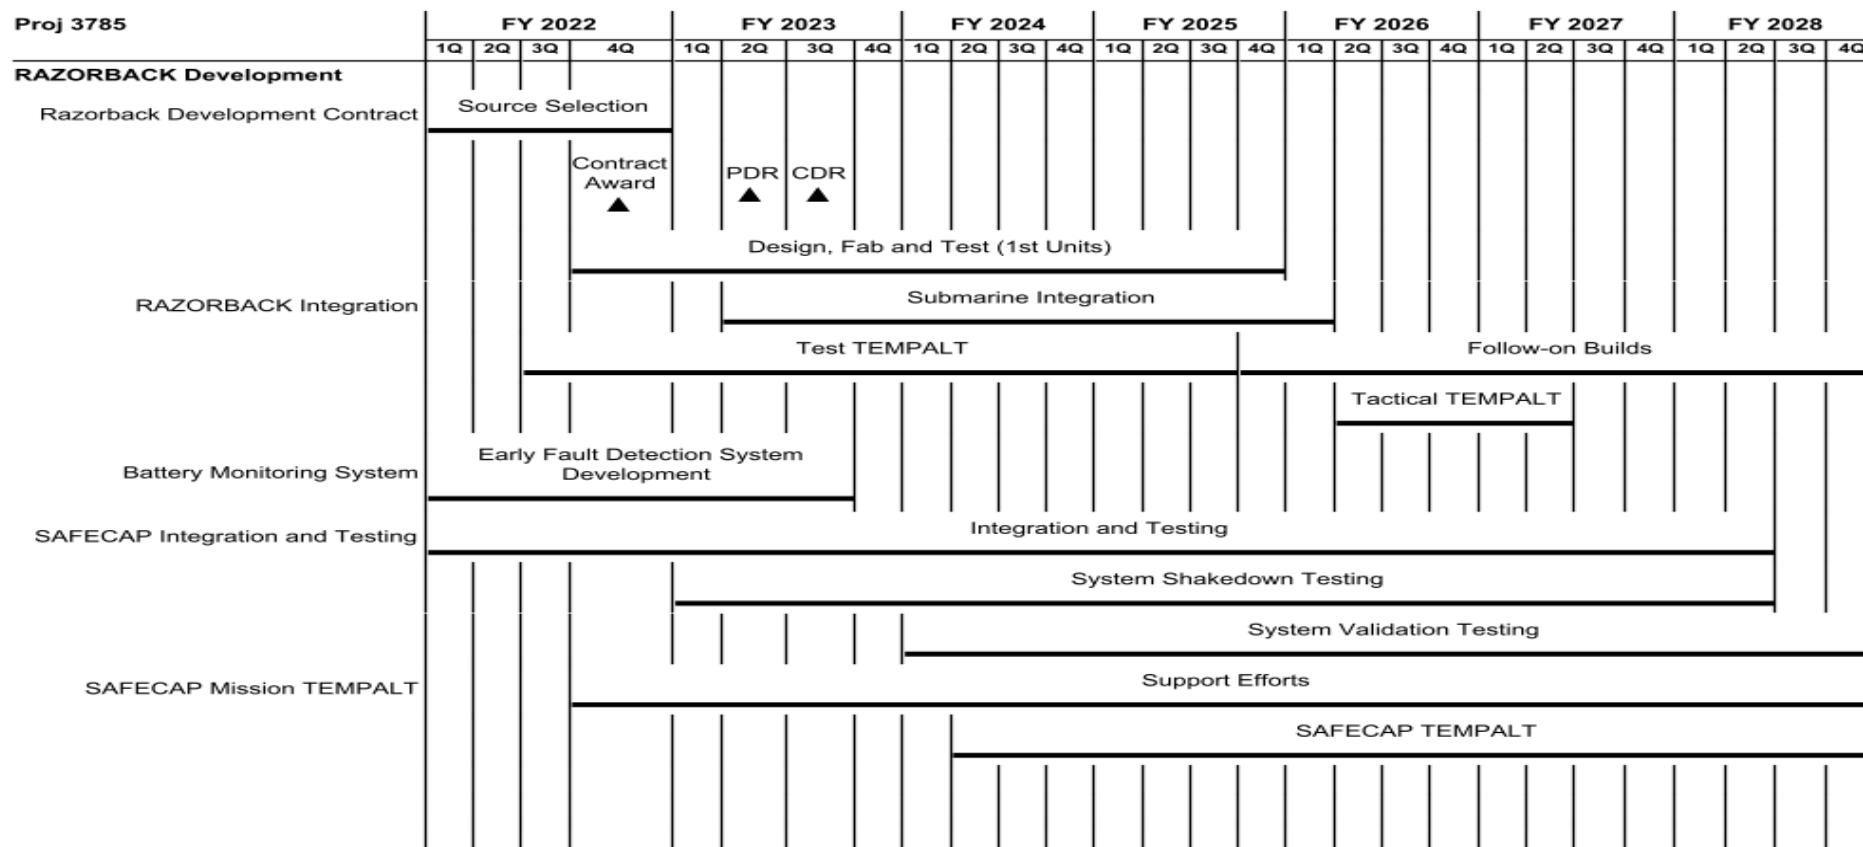 Proj 3785 FY 2022 FY 2023 FY 2024 FY 2025 FY 2026 FY 2027 FY 2028
1Q 2Q 3Q 4Q 1Q 2Q 3Q 4Q 1Q 2Q 3Q 4Q 1Q 2Q 3Q 4Q 1Q 2Q 3Q 4Q 1Q 2Q 3Q 4Q 1Q 2Q 3Q 4Q
RAZORBACK Development
Razorback Development Contract
Source Selection
Contract
Award
PDR CDR
Design, Fab and Test (1st Units)
RAZORBACK Integration
Submarine Integration
Test TEMPALT Follow-on Builds
Tactical TEMPALT
Battery Monitoring System
Early Fault Detection System
Development
SAFECAP Integration and Testing
Integration and Testing
System Shakedown Testing
System Validation Testing
SAFECAP Mission TEMPALT
Support Efforts
SAFECAP TEMPALT